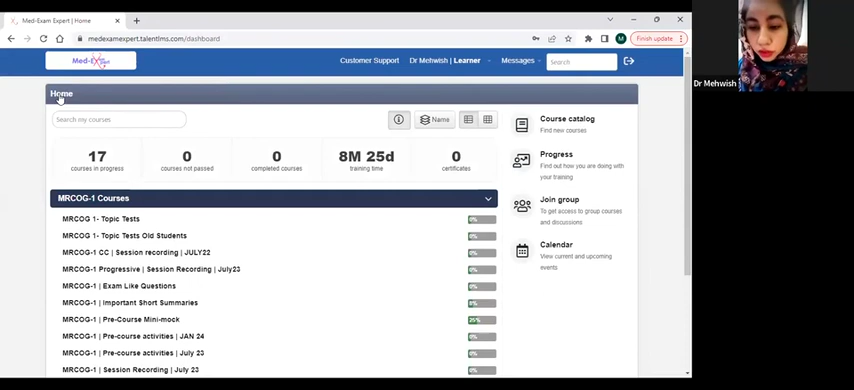 Med-Exam Expert | Home
medexamexpert.talentlms.com/dashboard
M
Finish update
Med-Exam Expert
Customer Support
Dr Mehwish | Learner
Messages
Search
Dr Mehwish
Home
Search my courses
Name
17
courses in progress
0
courses not passed
0
completed courses
8M 25d
training time
0
certificates
Course catalog
Find new courses
Progress
Find out how you are doing with
your training
Join group
To get access to group courses
and discussions
Calendar
View current and upcoming
events
MRCOG-1 Courses
MRCOG 1- Topic Tests
0%
MRCOG 1- Topic Tests Old Students
0%
MRCOG-1 CC | Session recording | JULY22
0%
MRCOG-1 Progressive | Session Recording | July23
0%
MRCOG-1 | Exam Like Questions
0%
MRCOG-1 | Important Short Summaries
MRCOG-1 | Pre-Course Mini-mock
25%
MRCOG-1 | Pre-course activities | JAN 24
0%
MRCOG-1 | Pre-course activities | July 23
0%
MRCOG-1 | Session Recording | July 23
0%